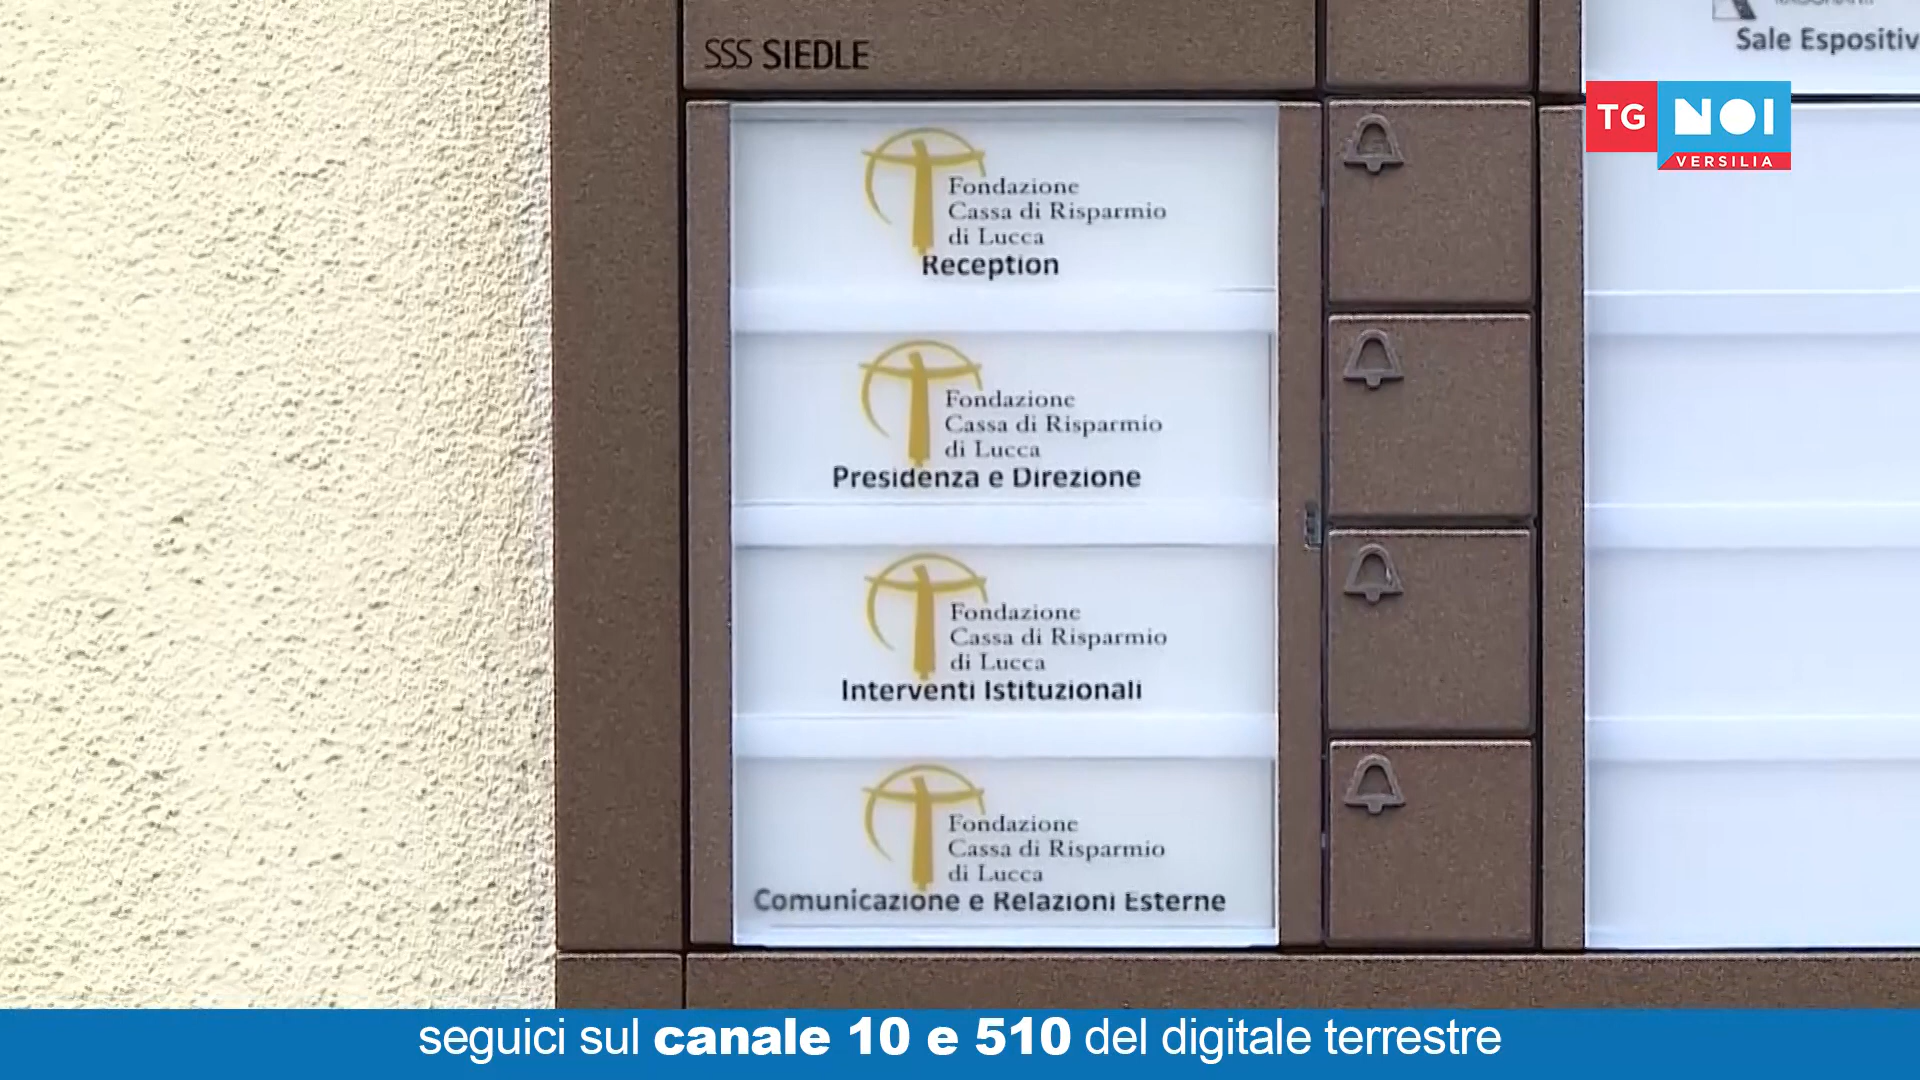 SSS SIEDLE
Sale Espositiv
TG NOI
VERSILIA
Fondazione
Cassa di Risparmio
di Lucca
Reception
Fondazione
Cassa di Risparmio
di Lucca
Presidenza e Direzione
Fondazione
Cassa di Risparmio
di Lucca
Interventi Istituzionali
Fondazione
Cassa di Risparmio
di Lucca
Comunicazione e Relazioni Esterne
seguici sul canale 10 e 510 del digitale terrestre